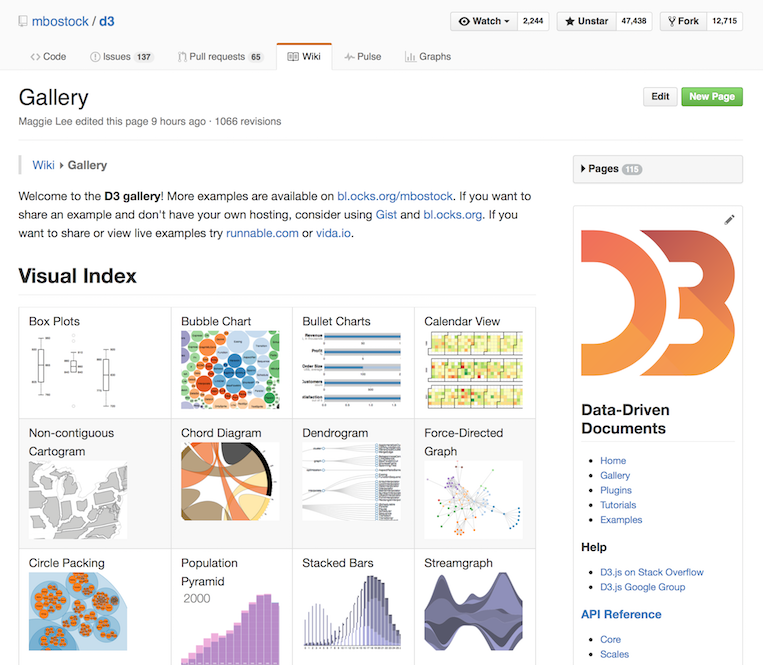 mbostock / d3
Watch 2,244
Unstar 47,438
Fork 12,715
Code
Issues 137
Pull requests 65
Wiki
Pulse
Graphs
Gallery
Edit
New Page
Maggie Lee edited this page 9 hours ago · 1066 revisions
Wiki Gallery
Welcome to the D3 gallery! More examples are available on bl.ocks.org/mbostock. If you want to
share an example and don't have your own hosting, consider using Gist and bl.ocks.org. If you
want to share or view live examples try runnable.com or vida.io.
Visual Index
Box Plots
Bubble Chart
Bullet Charts
Revenue
Profit
Order Size
Customers
Calendar View
Non-contiguous
Cartogram
Chord Diagram
Dendrogram
Force-Directed
Graph
Circle Packing
Population
Pyramid
2000
Stacked Bars
Streamgraph
Pages 115
D3
Data-Driven
Documents
Home
Gallery
Plugins
Tutorials
Examples
Help
D3.js on Stack Overflow
D3.js Google Group
API Reference
Core
Scales